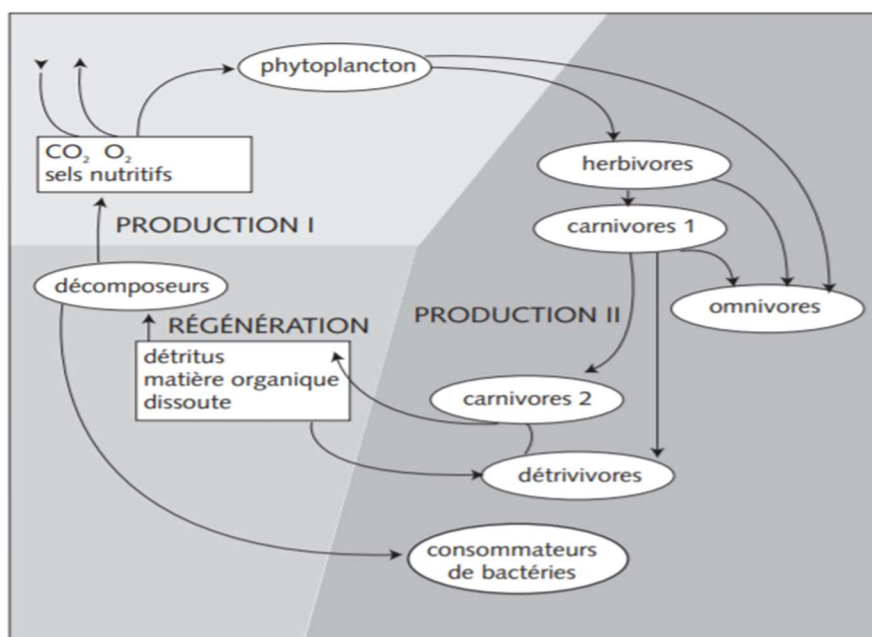 phytoplancton
CO₂ O₂
sels nutritifs
herbivores
PRODUCTION I
carnivores 1
décomposeurs
omnivores
RÉGÉNÉRATION
PRODUCTION II
détritus
matière organique
dissoute
carnivores 2
détrivivores
consommateurs
de bactéries